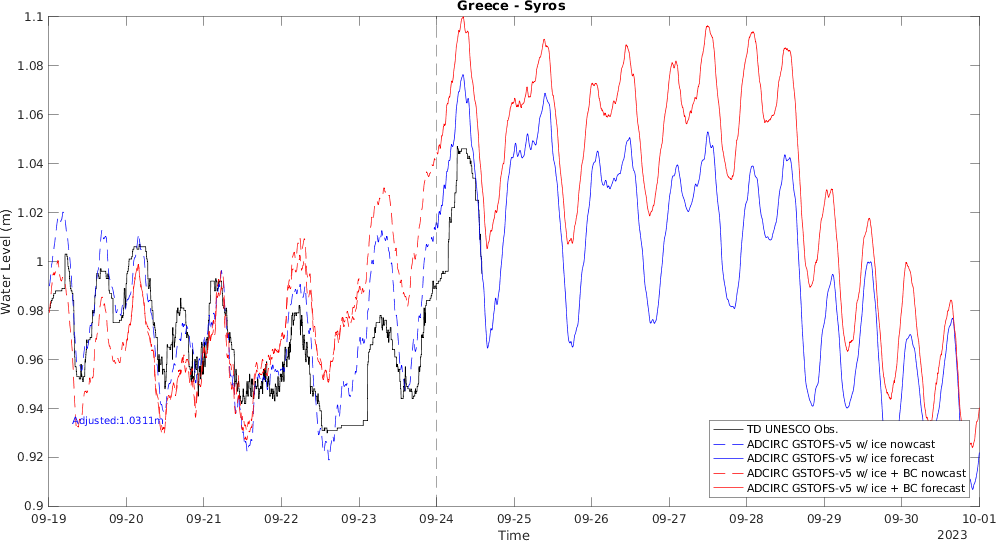 Greece - Syros
1.1
1.08
1.06
1.04
1.02
1
0.98
0.96
0.94
0.92
0.9
Water Level (m)
Adjusted:1.0311m
TD UNESCO Obs.
ADCIRC GSTOFS-v5 w/ ice nowcast
ADCIRC GSTOFS-v5 w/ ice forecast
ADCIRC GSTOFS-v5 w/ ice + BC nowcast
ADCIRC GSTOFS-v5 w/ ice + BC forecast
09-19 09-20 09-21 09-22 09-23 09-24 09-25 09-26 09-27 09-28 09-29 09-30 10-01
Time
2023